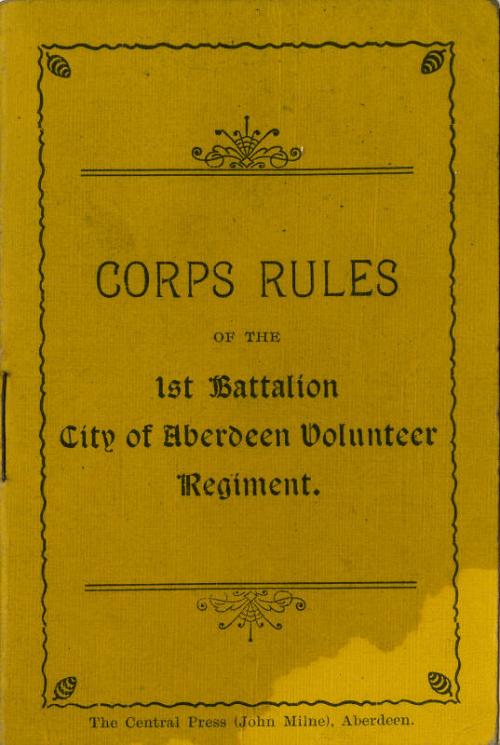 CORPS RULES
OF THE
1st Battalion
City of Aberdeen Volunteer
Regiment.
The Central Press (John Milne), Aberdeen.